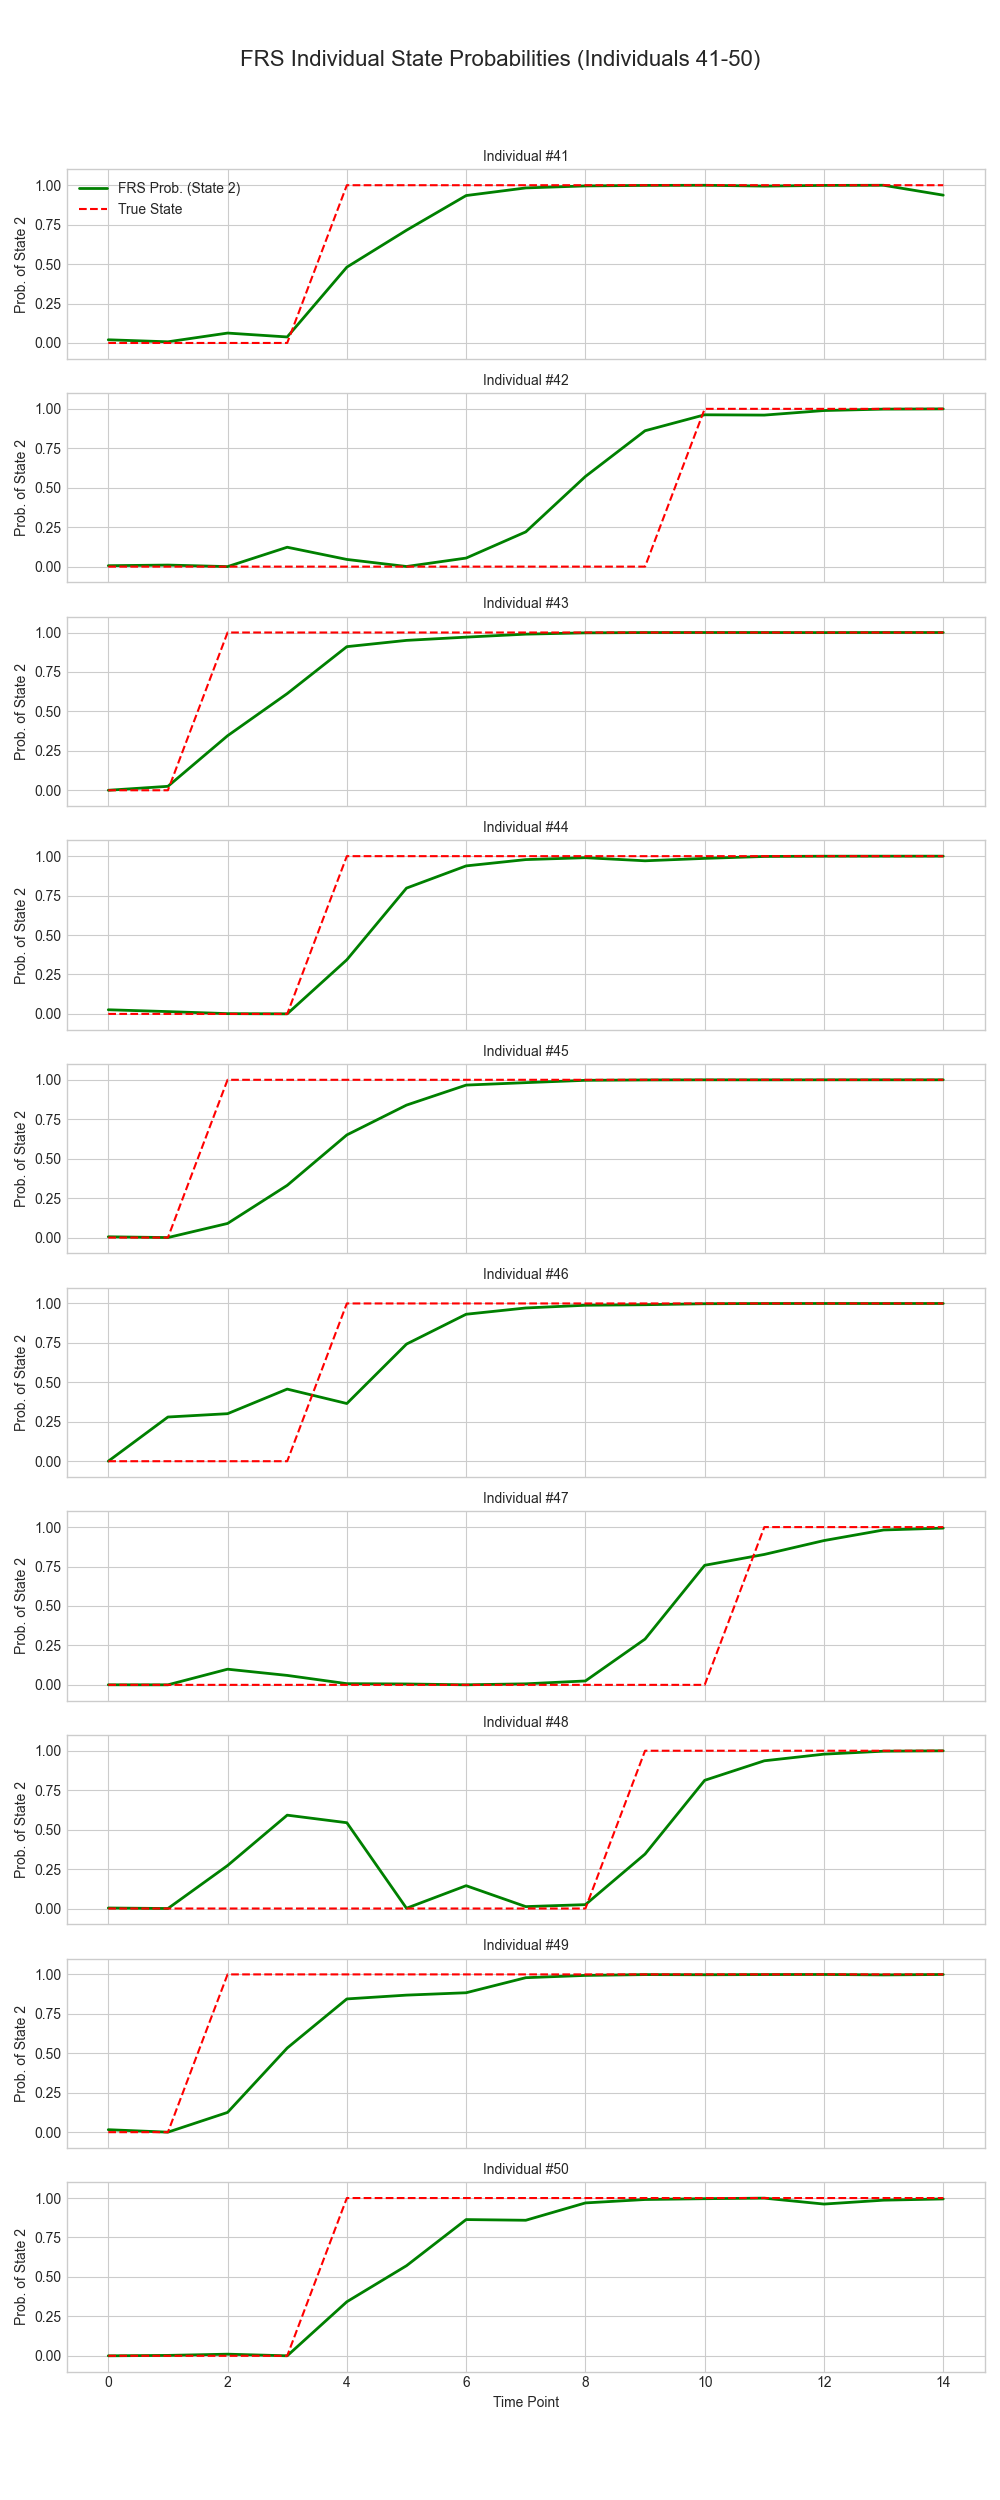 FRS Individual State Probabilities (Individuals 41-50)
Individual #41
FRS Prob. (State 2)
True State
Prob. of State 2
1.00
0.75
0.50
0.25
0.00
Individual #42
Prob. of State 2
1.00
0.75
0.50
0.25
0.00
Individual #43
Prob. of State 2
1.00
0.75
0.50
0.25
0.00
Individual #44
Prob. of State 2
1.00
0.75
0.50
0.25
0.00
Individual #45
Prob. of State 2
1.00
0.75
0.50
0.25
0.00
Individual #46
Prob. of State 2
1.00
0.75
0.50
0.25
0.00
Individual #47
Prob. of State 2
1.00
0.75
0.50
0.25
0.00
Individual #48
Prob. of State 2
1.00
0.75
0.50
0.25
0.00
Individual #49
Prob. of State 2
1.00
0.75
0.50
0.25
0.00
Individual #50
Prob. of State 2
1.00
0.75
0.50
0.25
0.00
0 2 4 6 8 10 12 14
Time Point